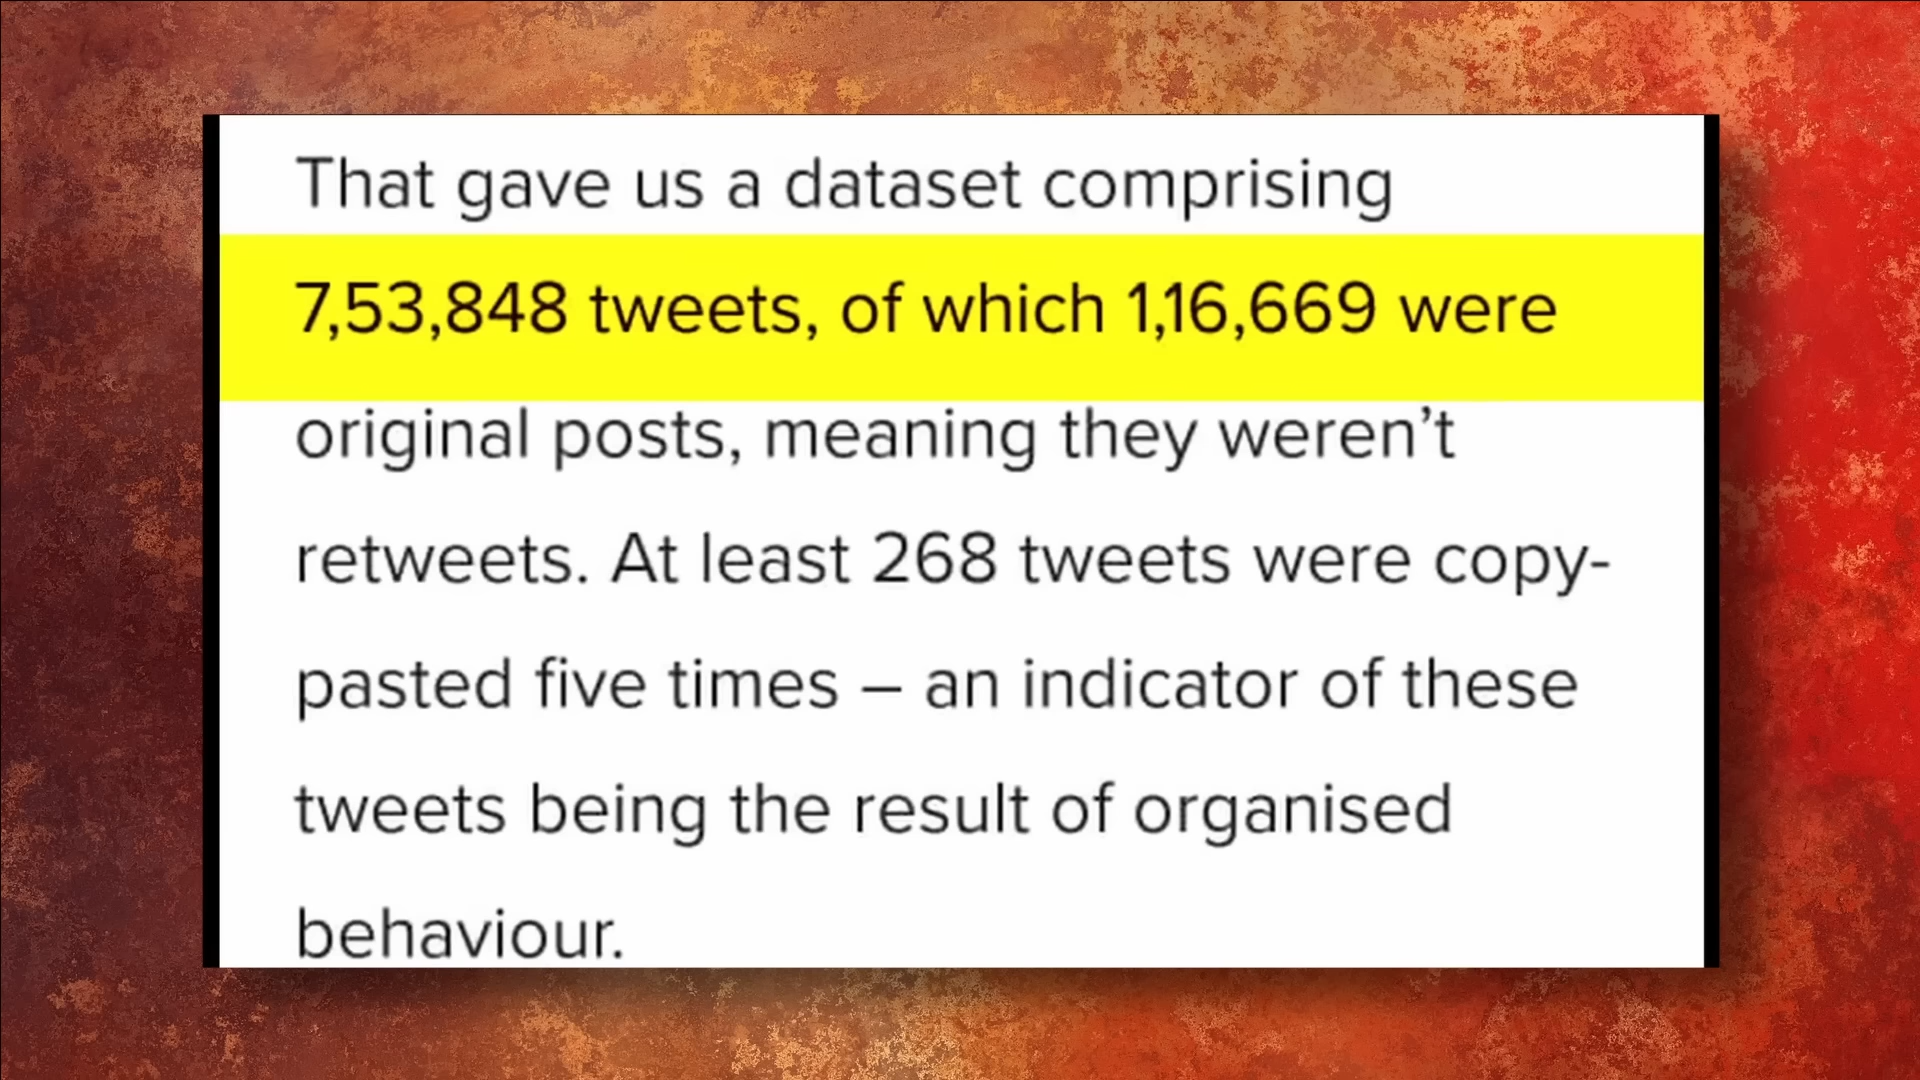 That gave us a dataset comprising
7,53,848 tweets, of which 1,16,669 were
original posts, meaning they weren’t
retweets. At least 268 tweets were copy-
pasted five times – an indicator of these
tweets being the result of organised
behaviour.